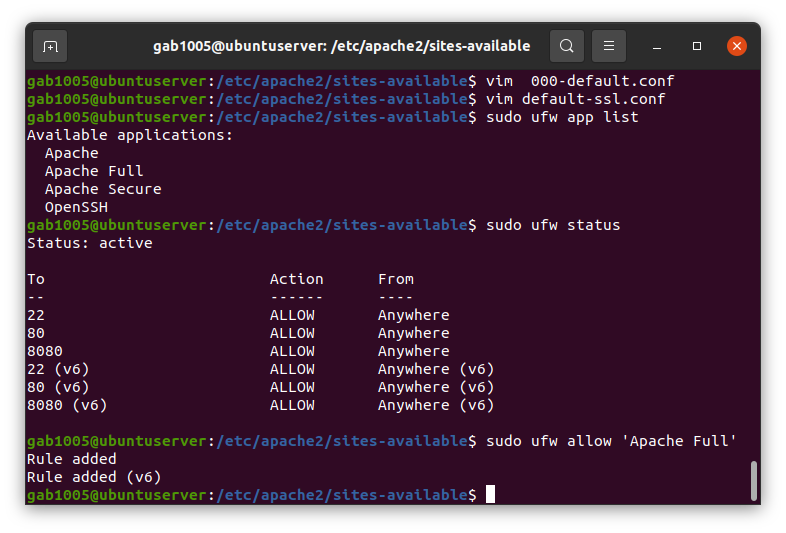 gab1005@ubuntuserver: /etc/apache2/sites-available
gab1005@ubuntuserver:/etc/apache2/sites-available$ vim  000-default.conf
gab1005@ubuntuserver:/etc/apache2/sites-available$ vim default-ssl.conf
gab1005@ubuntuserver:/etc/apache2/sites-available$ sudo ufw app list
Available applications:
  Apache
  Apache Full
  Apache Secure
  OpenSSH
gab1005@ubuntuserver:/etc/apache2/sites-available$ sudo ufw status
Status: active
To                         Action      From
--                         ------      ----
22                         ALLOW       Anywhere
80                         ALLOW       Anywhere
8080                       ALLOW       Anywhere
22 (v6)                    ALLOW       Anywhere (v6)
80 (v6)                    ALLOW       Anywhere (v6)
8080 (v6)                  ALLOW       Anywhere (v6)
gab1005@ubuntuserver:/etc/apache2/sites-available$ sudo ufw allow 'Apache Full'
Rule added
Rule added (v6)
gab1005@ubuntuserver:/etc/apache2/sites-available$